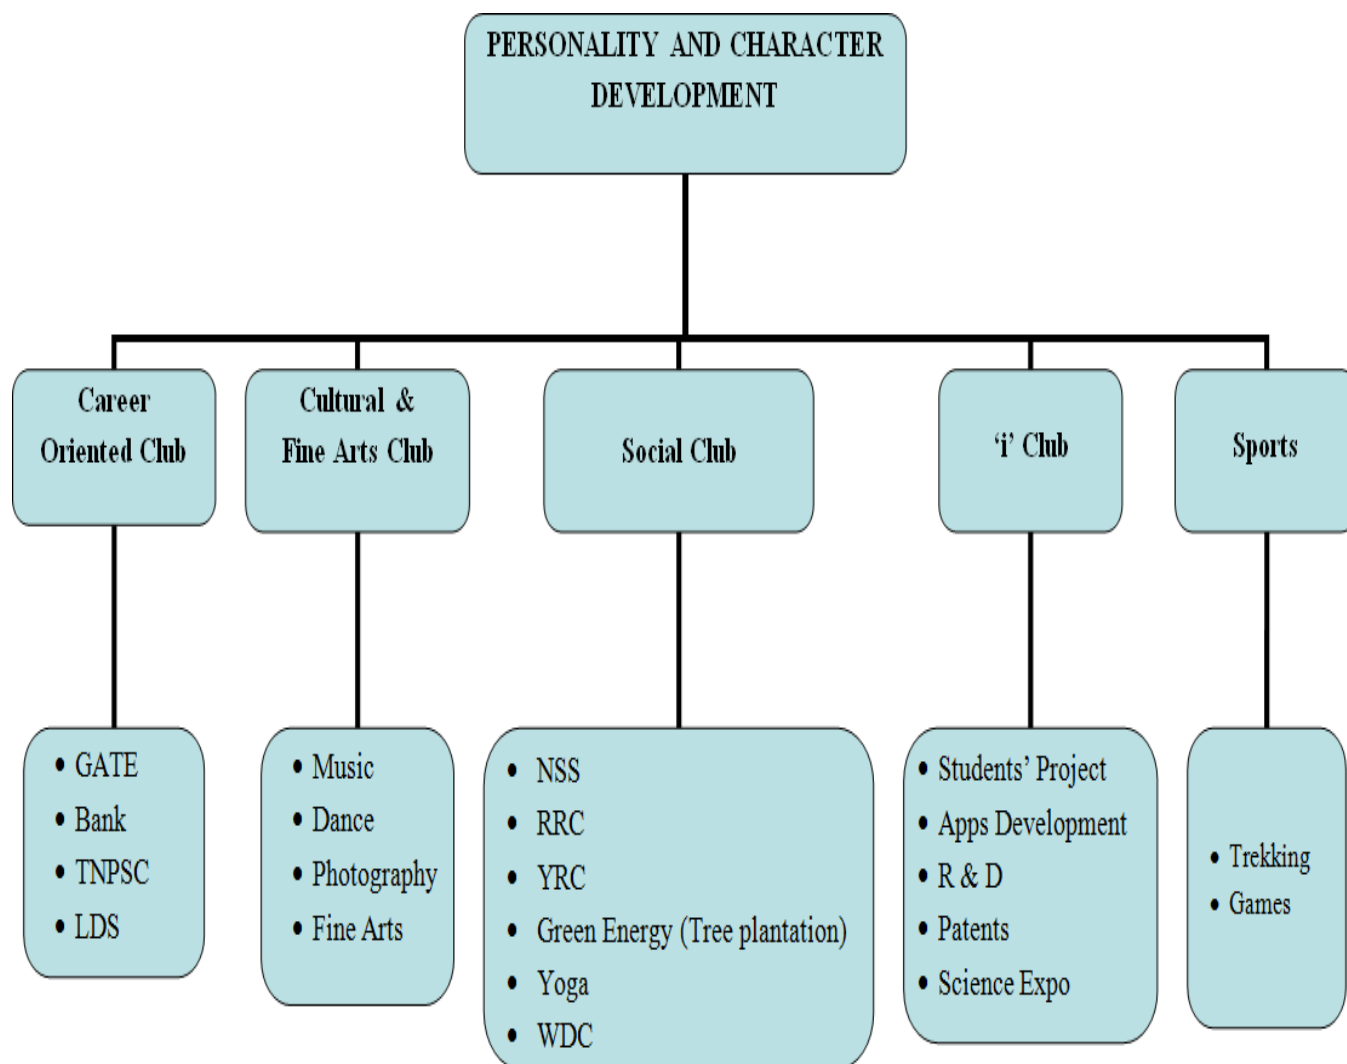 PERSONALITY AND CHARACTER
DEVELOPMENT
Career
Oriented Club
Cultural &
Fine Arts Club
Social Club
‘i’ Club
Sports
• GATE
• Bank
• TNPSC
• LDS
• Music
• Dance
• Photography
• Fine Arts
• NSS
• RRC
• YRC
• Green Energy (Tree plantation)
• Yoga
• WDC
• Students’ Project
• Apps Development
• R & D
• Patents
• Science Expo
• Trekking
• Games